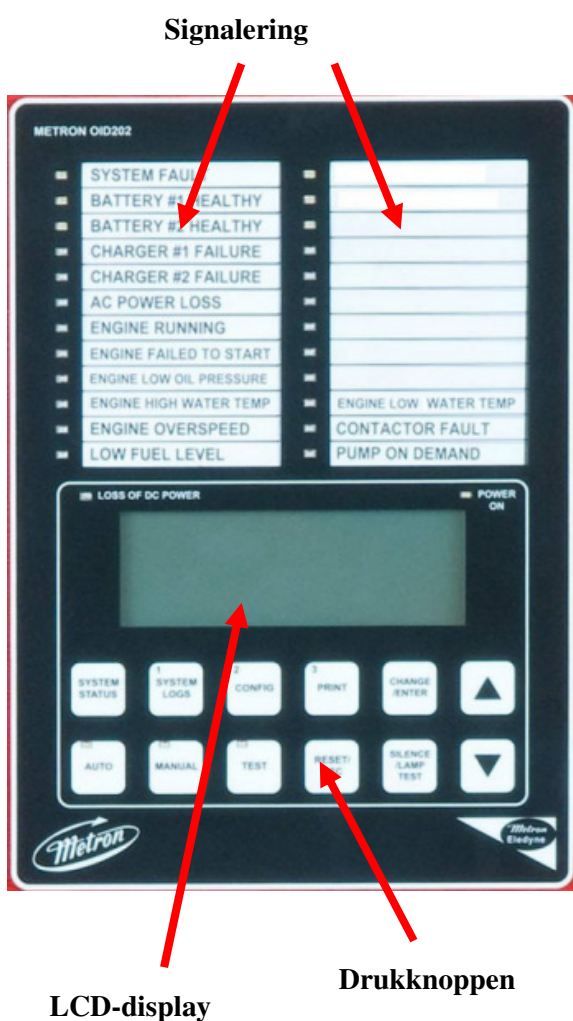 Signalering
METRON OID202
SYSTEM FAULT
BATTERY #1 HEALTHY
BATTERY #2 HEALTHY
CHARGER #1 FAILURE
CHARGER #2 FAILURE
AC POWER LOSS
ENGINE RUNNING
ENGINE FAILED TO START
ENGINE LOW OIL PRESSURE
ENGINE HIGH WATER TEMP
ENGINE OVERSPEED
LOW FUEL LEVEL
ENGINE LOW WATER TEMP
CONTACTOR FAULT
PUMP ON DEMAND
LOSS OF DC POWER
POWER
ON
SYSTEM
STATUS
1
SYSTEM
LOGS
2
CONFIG
3
PRINT
CHANGE
/ENTER
AUTO
MANUAL
TEST
RESET/
SILENCE
/LAMP
TEST
Metron
Metron
Eledyne
LCD-display
Drukknoppen